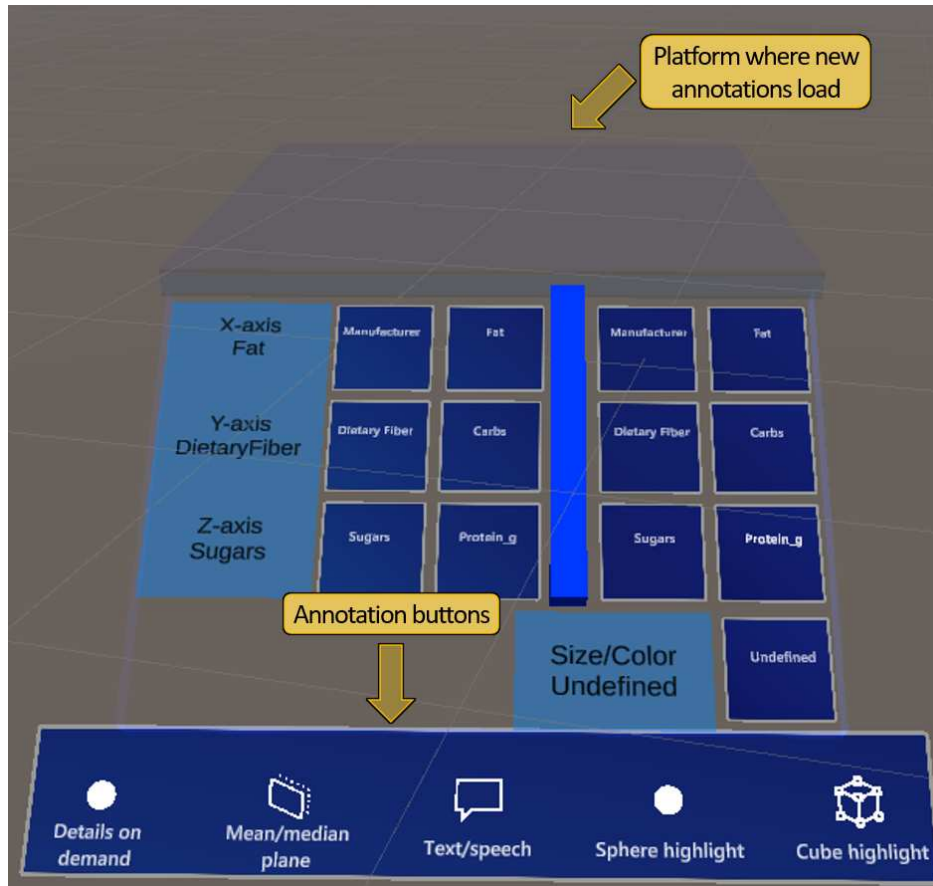 Platform where new
annotations load
X-axis
Fat
Manufacturer
Fat
Manufacturer
Fat
Y-axis
DietaryFiber
Dietary Fiber
Carbs
Dietary Fiber
Carbs
Z-axis
Sugars
Sugars
Protein_g
Sugars
Protein_g
Annotation buttons
Size/Color
Undefined
Undefined
Details on
demand
Mean/median
plane
Text/speech
Sphere highlight
Cube highlight